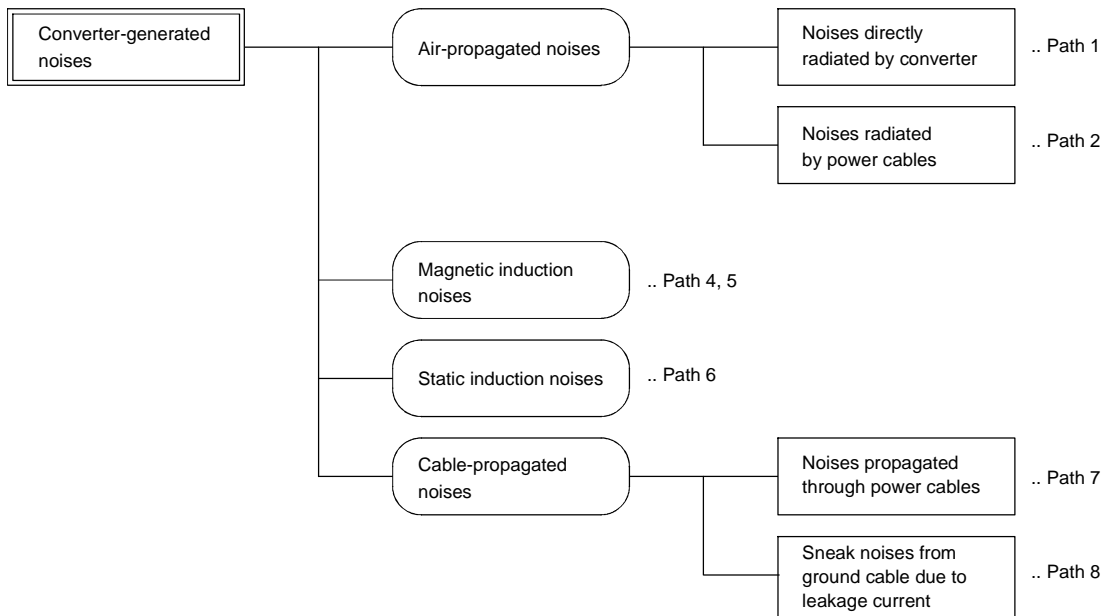 Converter-generated
noises
Air-propagated noises
Noises directly
radiated by converter
.. Path 1
Noises radiated
by power cables
.. Path 2
Magnetic induction
noises
.. Path 4, 5
Static induction noises
.. Path 6
Cable-propagated
noises
Noises propagated
through power cables
.. Path 7
Sneak noises from
ground cable due to
leakage current
.. Path 8